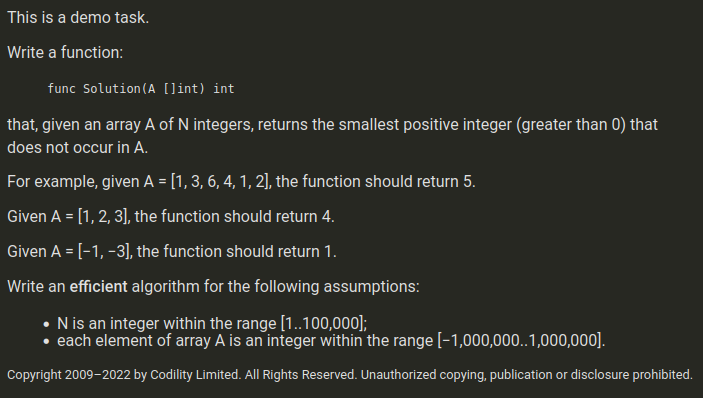 This is a demo task.
Write a function:
func Solution(A []int) int
that, given an array A of N integers, returns the smallest positive integer (greater than 0) that
does not occur in A.
For example, given A = [1, 3, 6, 4, 1, 2], the function should return 5.
Given A = [1, 2, 3], the function should return 4.
Given A = [−1, −3], the function should return 1.
Write an efficient algorithm for the following assumptions:
• N is an integer within the range [1..100,000];
• each element of array A is an integer within the range [−1,000,000..1,000,000].
Copyright 2009–2022 by Codility Limited. All Rights Reserved. Unauthorized copying, publication or disclosure prohibited.